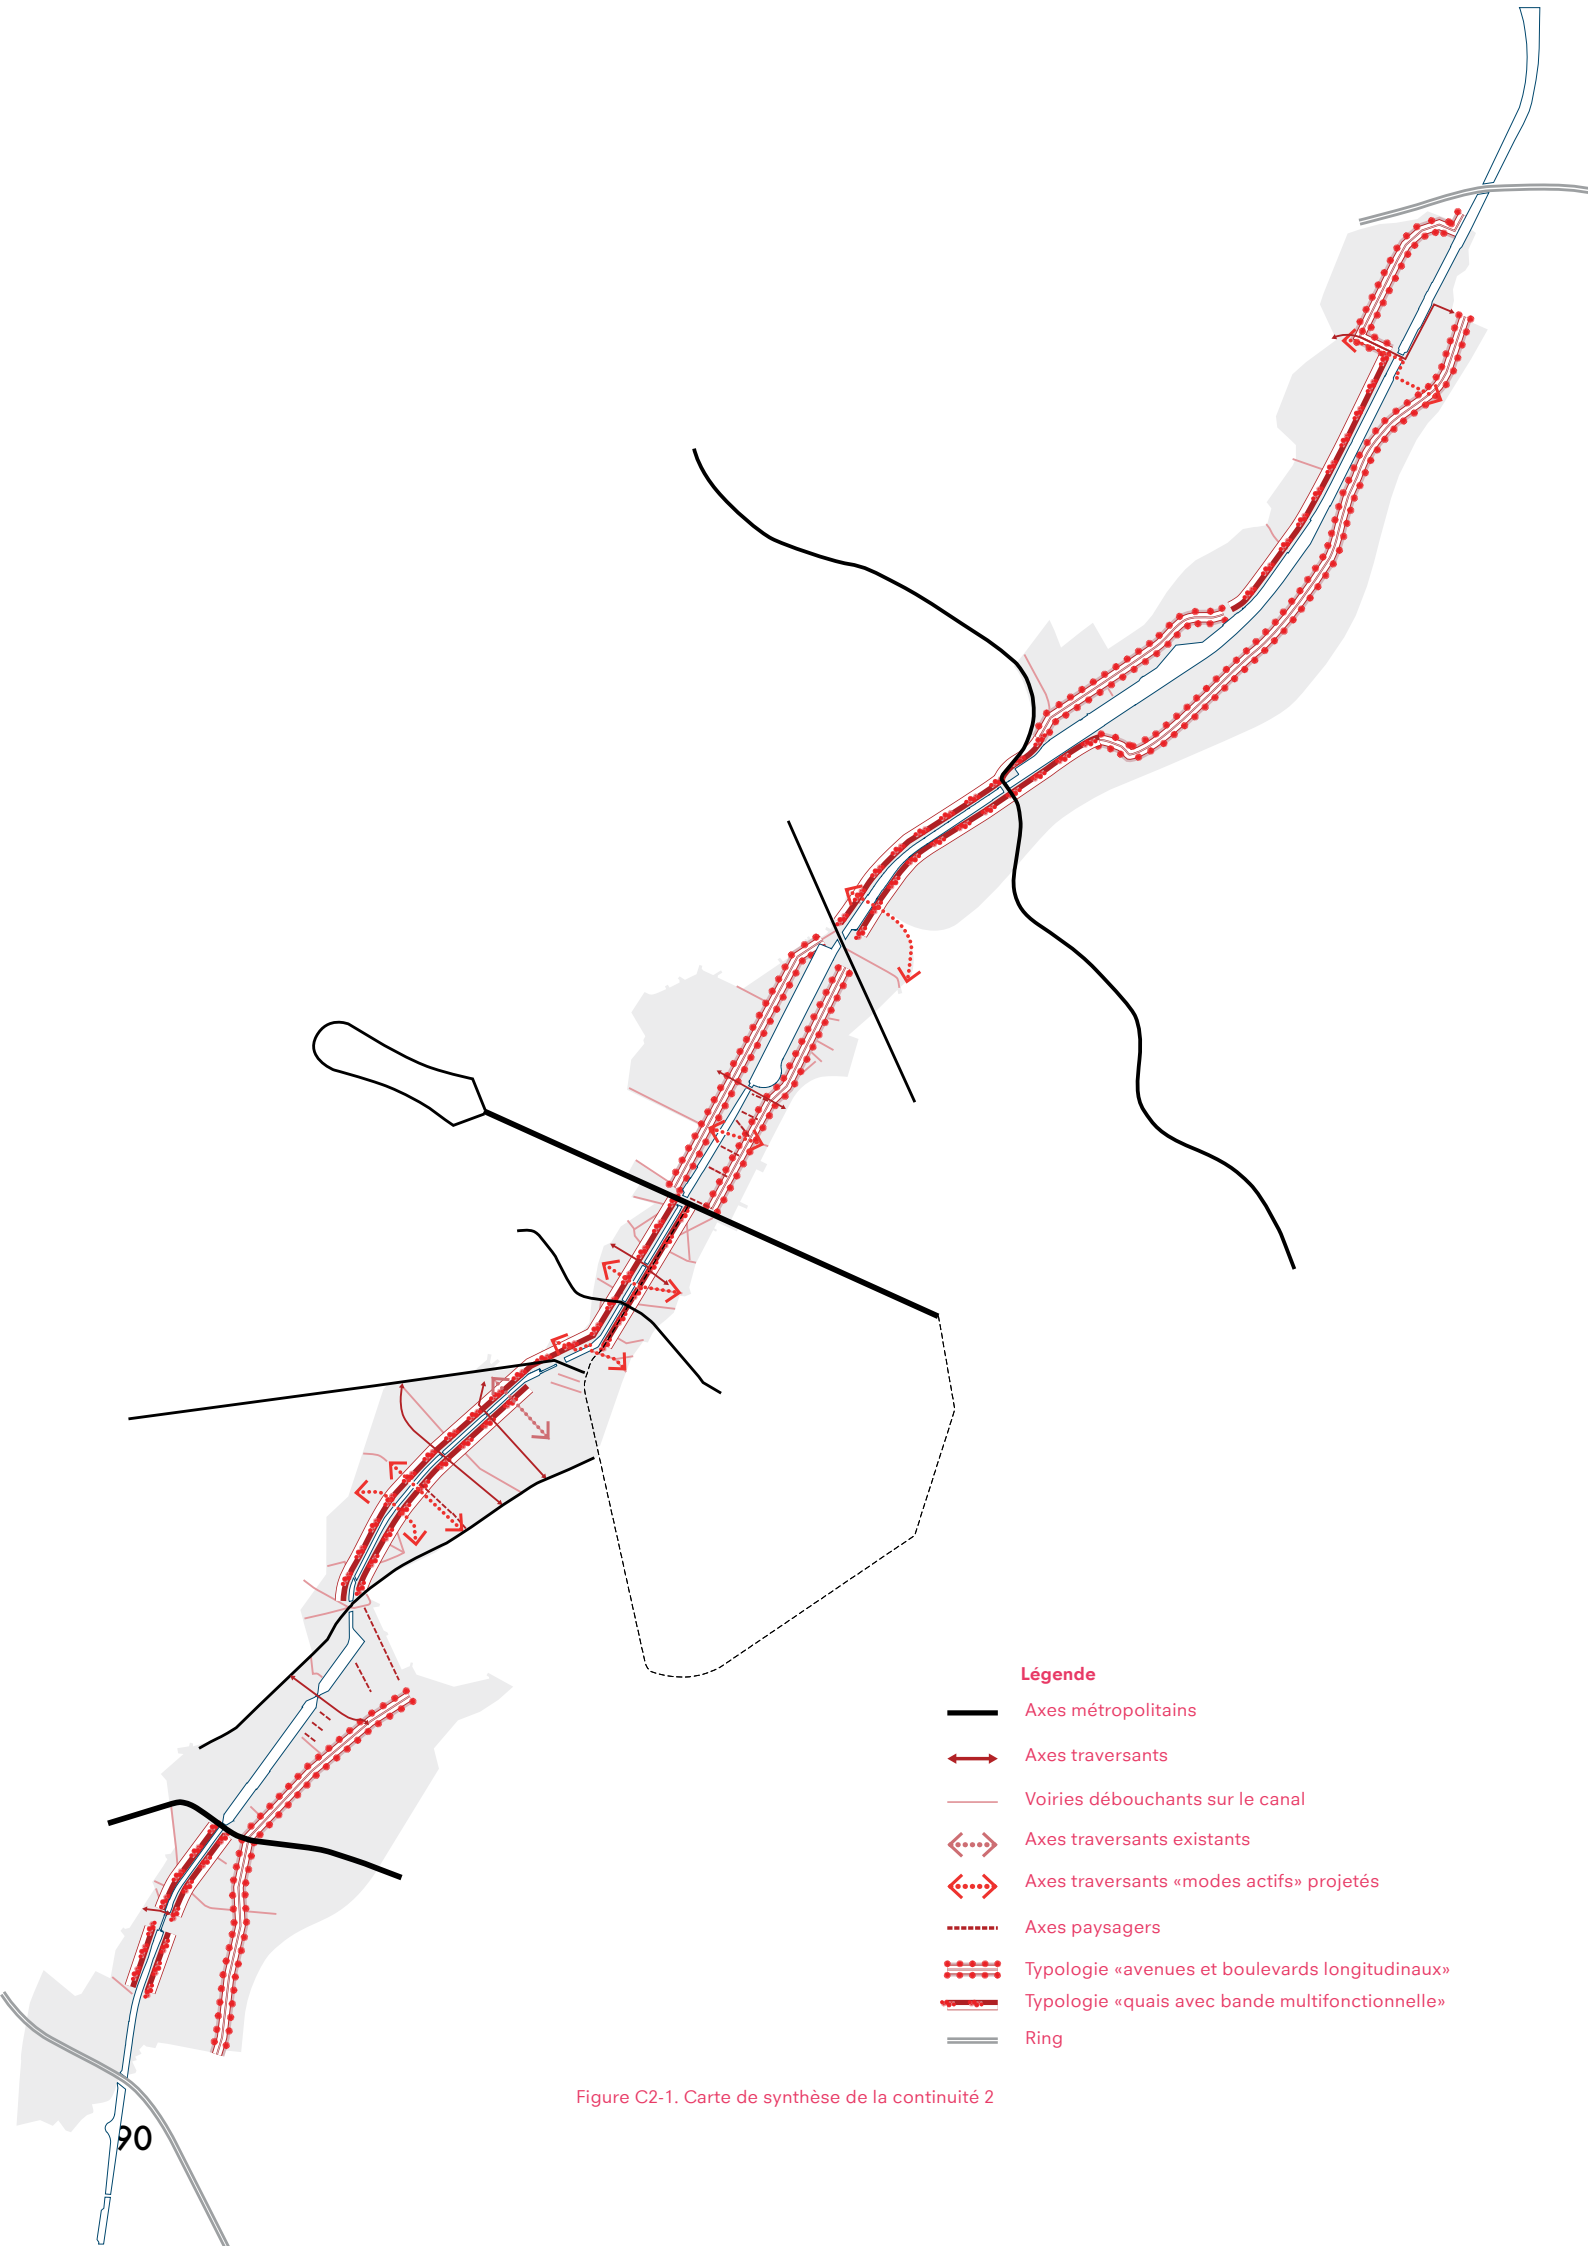 Légende
Axes métropolitains
Axes traversants
Voiries débouchants sur le canal
Axes traversants existants
Axes traversants «modes actifs» projetés
Axes paysagers
Typologie «avenues et boulevards longitudinaux»
Typologie «quais avec bande multifonctionnelle»
Ring
Figure C2-1. Carte de synthèse de la continuité 2
90